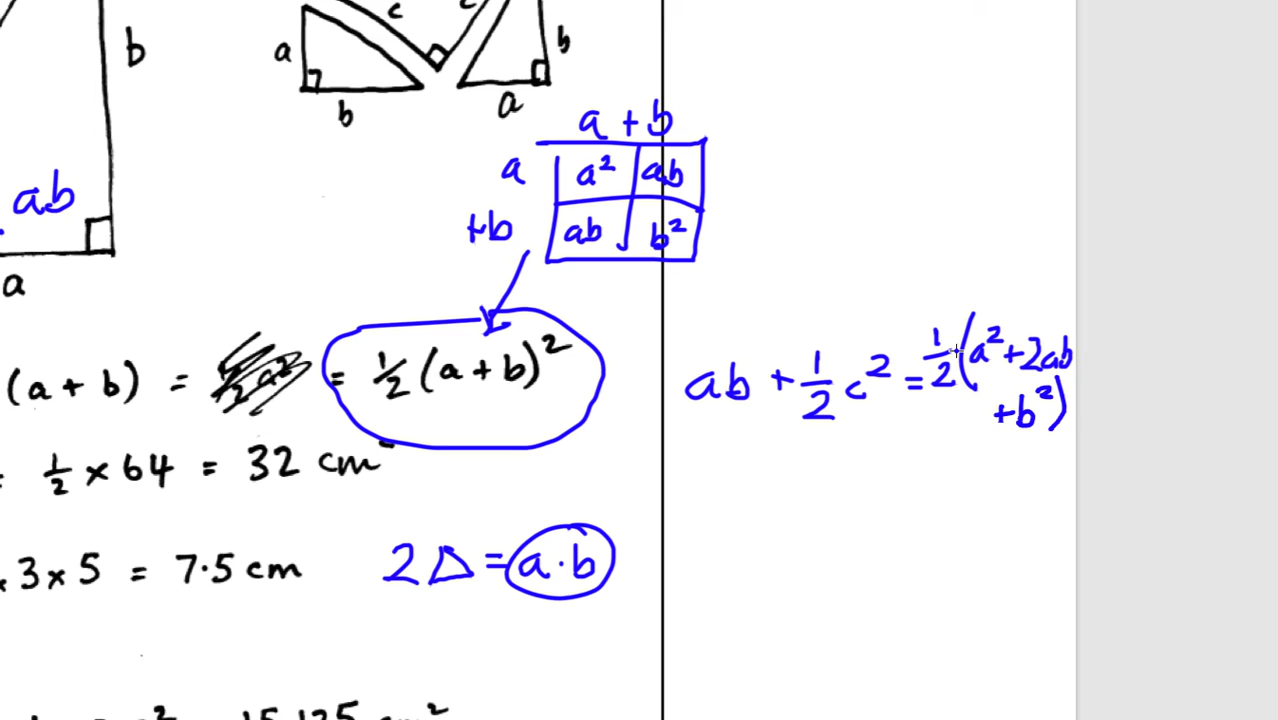 c c
b a b
b a
a + b
a a² ab
+b ab b²
ab
a
(a + b) = = ½ (a + b)²
ab + ½ c² = ½ (a² + 2ab
+ b²)
= ½ × 64 = 32 cm
× 3 × 5 = 7.5 cm 2 Δ = a · b